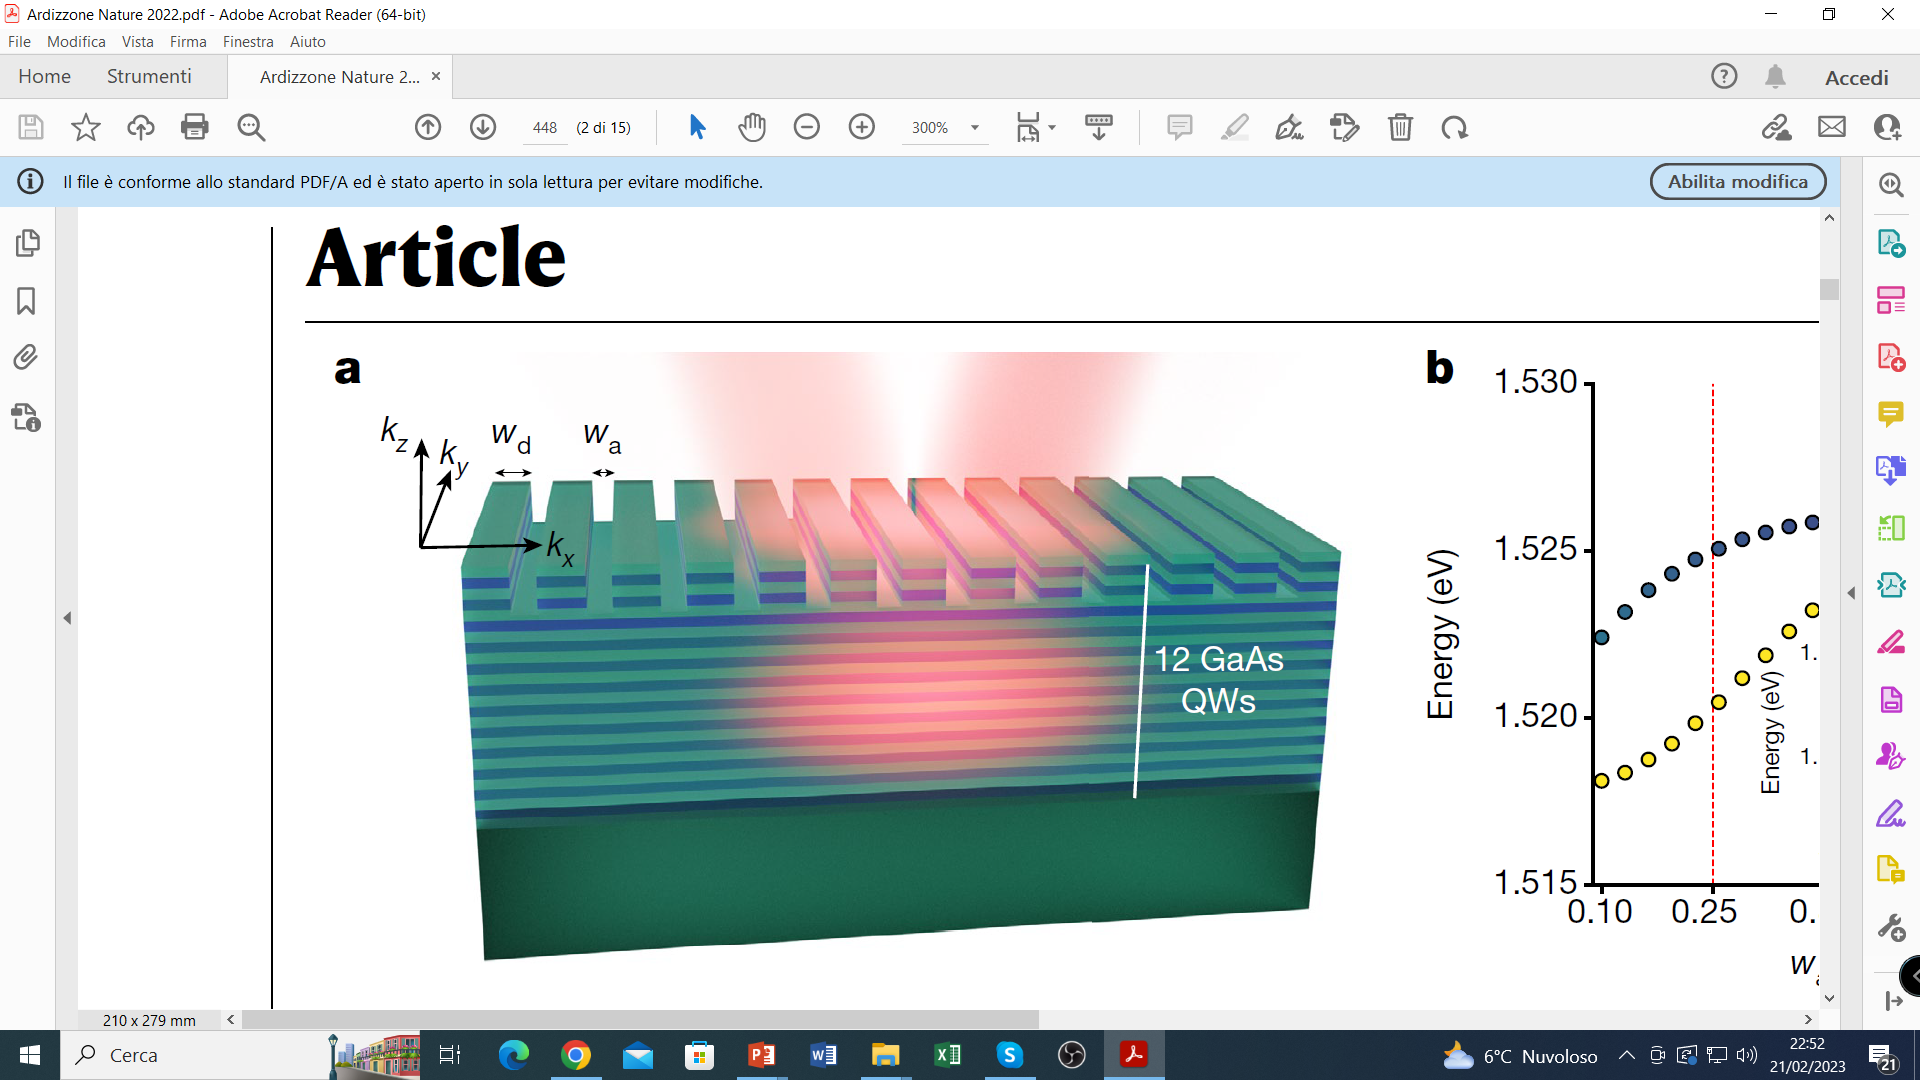 Ardizzone Nature 2022.pdf - Adobe Acrobat Reader (64-bit)
File Modifica Vista Firma Finestra Aiuto
Home Strumenti Ardizzone Nature 2... × Accedi
448 (2 di 15) 300%
Il file è conforme allo standard PDF/A ed è stato aperto in sola lettura per evitare modifiche. Abilita modifica
Article
a
kz
ky
kx
wd
wa
12 GaAs
QWs
b
1.530
1.525
1.520
1.515
Energy (eV)
Energy (eV)
1.
1.
0.10 0.25 0.
w
210 x 279 mm
Cerca
6°C Nuvoloso
22:52
21/02/2023
21